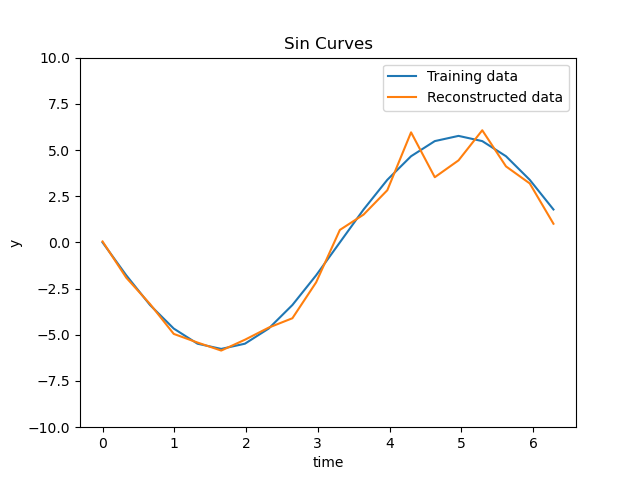 Sin Curves
10.0
7.5
5.0
2.5
0.0
−2.5
−5.0
−7.5
−10.0
y
0 1 2 3 4 5 6
time
Training data
Reconstructed data